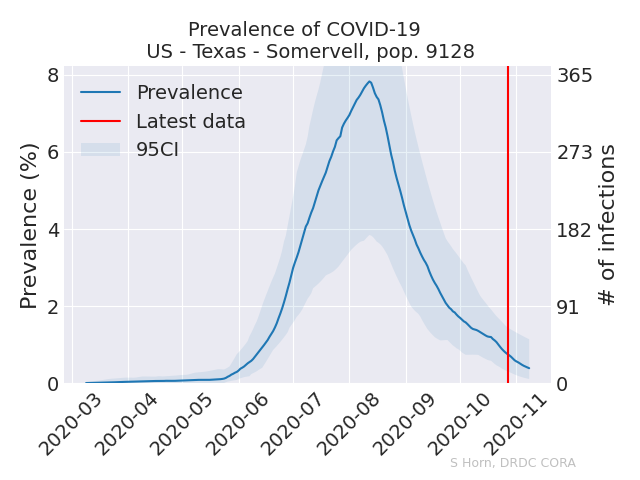 Prevalence of COVID-19
US - Texas - Somervell, pop. 9128
Prevalence
Latest data
95CI
Prevalence (%)
8
6
4
2
0
# of infections
365
273
182
91
0
2020-03
2020-04
2020-05
2020-06
2020-07
2020-08
2020-09
2020-10
2020-11
S Horn, DRDC CORA